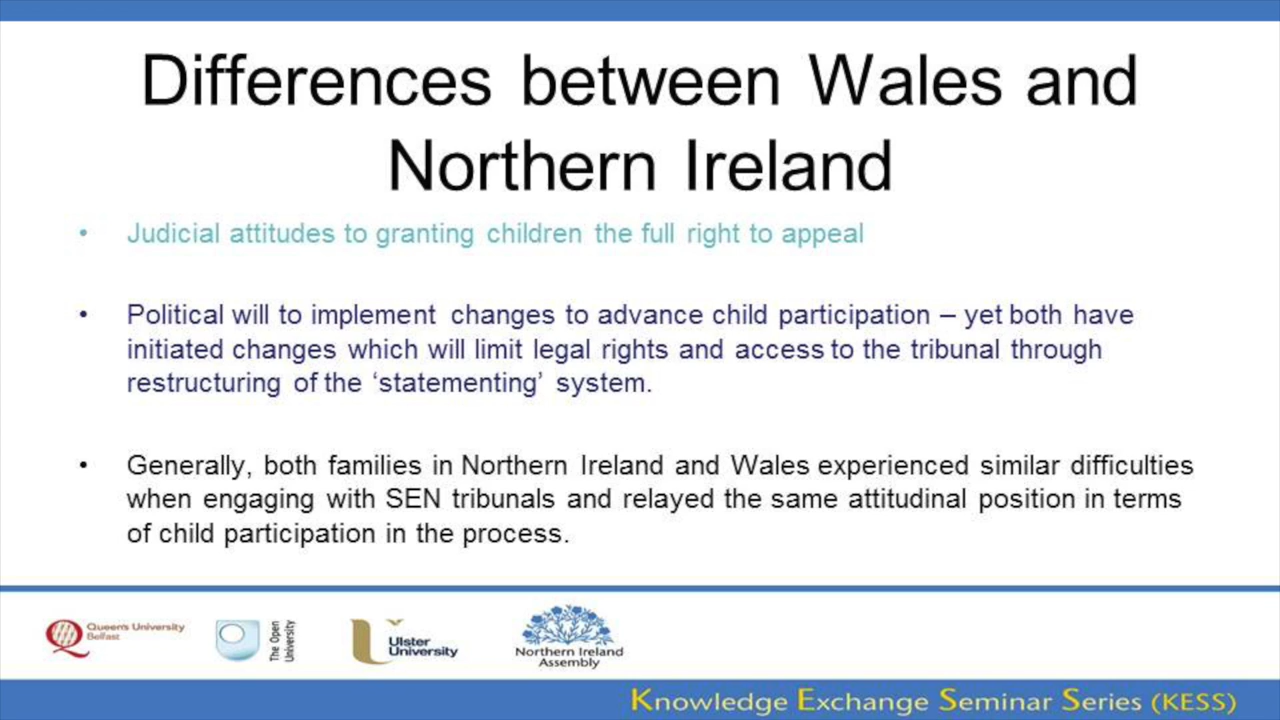 Differences between Wales and
Northern Ireland
• Judicial attitudes to granting children the full right to appeal
• Political will to implement changes to advance child participation – yet both have
initiated changes which will limit legal rights and access to the tribunal through
restructuring of the ‘statementing’ system.
• Generally, both families in Northern Ireland and Wales experienced similar difficulties
when engaging with SEN tribunals and relayed the same attitudinal position in terms
of child participation in the process.
Queen's University
Belfast
The Open
University
Ulster
University
Northern Ireland
Assembly
Knowledge Exchange Seminar Series (KESS)